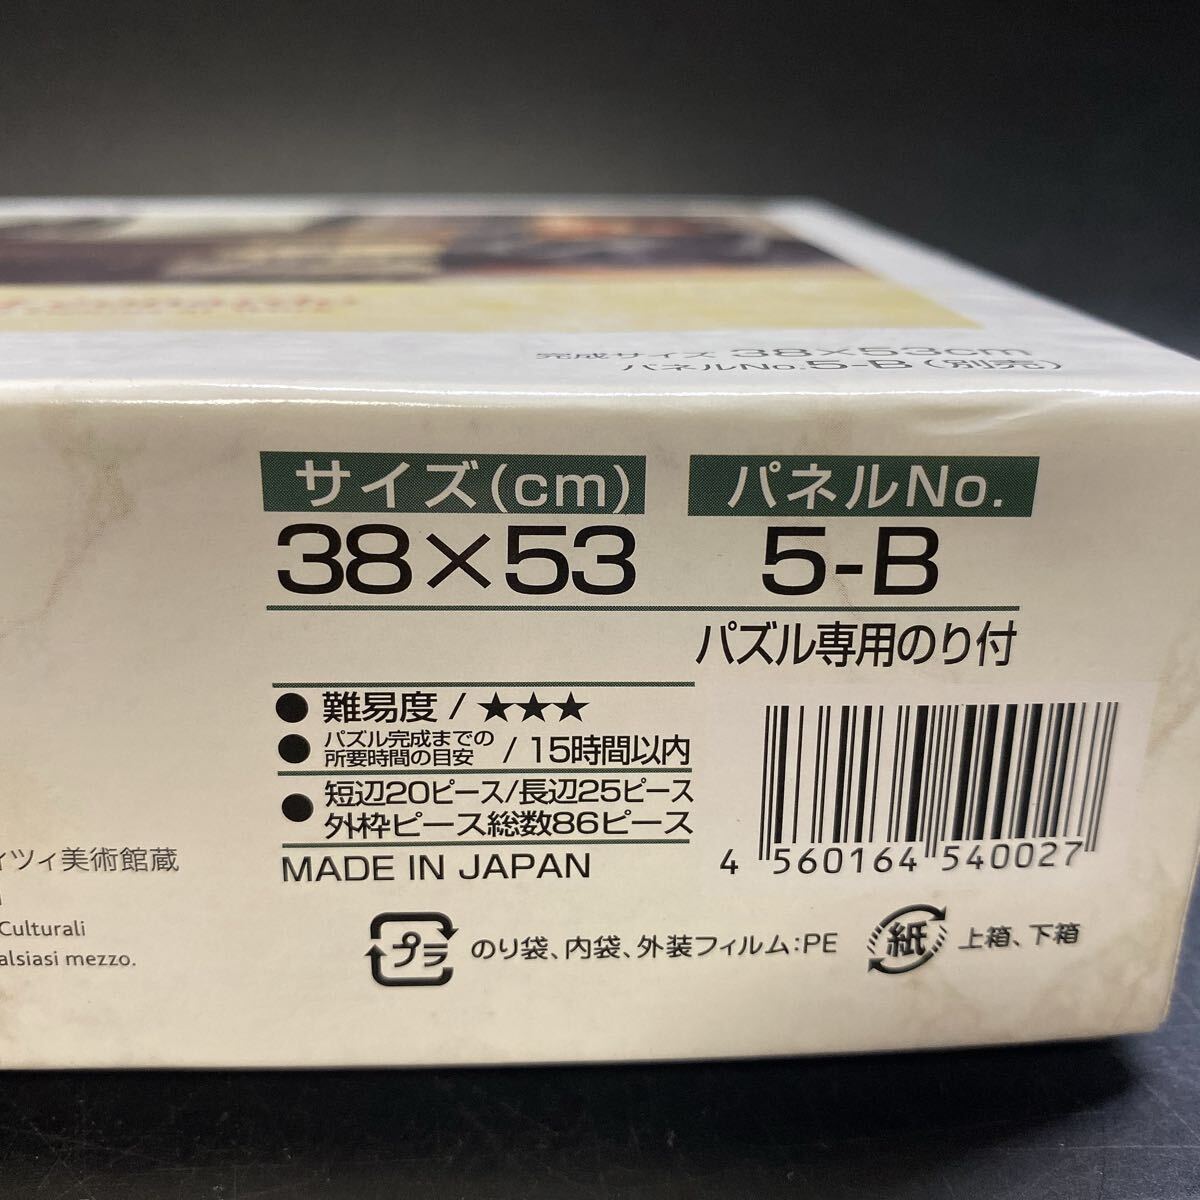 完成サイズ 38×53cm
パネルNo.5-B(別売)
サイズ(cm) パネルNo.
38×53 5-B
パズル専用のり付
●難易度/★★★
●パズル完成までの
所要時間の目安/15時間以内
●短辺20ピース/長辺25ピース
外枠ピース総数86ピース
MADE IN JAPAN
4 560164 540027
ィツィ美術館蔵
Culturali
alsiasi mezzo.
プラ のり袋、内袋、外装フィルム:PE 紙 上箱、下箱